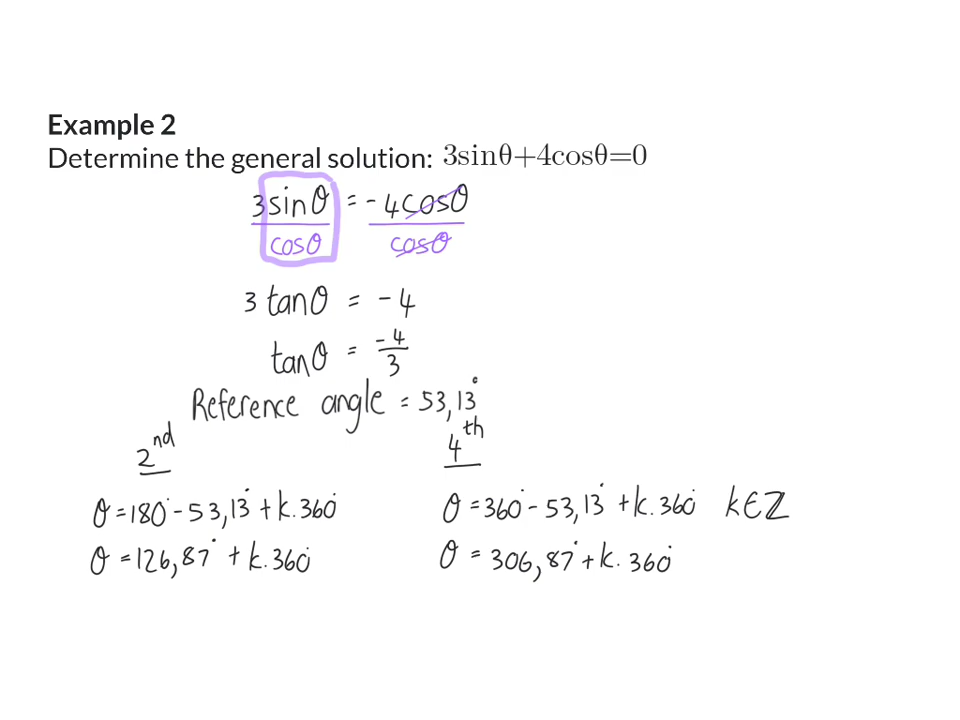 Example 2
Determine the general solution: 3sinθ+4cosθ=0
3sinθ = -4cosθ
cosθ cosθ
3 tanθ = -4
tanθ = -4/3
Reference angle = 53,13°
2nd 4th
θ = 180° - 53,13° + k.360° θ = 360° - 53,13° + k.360° k∈ℤ
θ = 126,87° + k.360° θ = 306,87° + k.360°